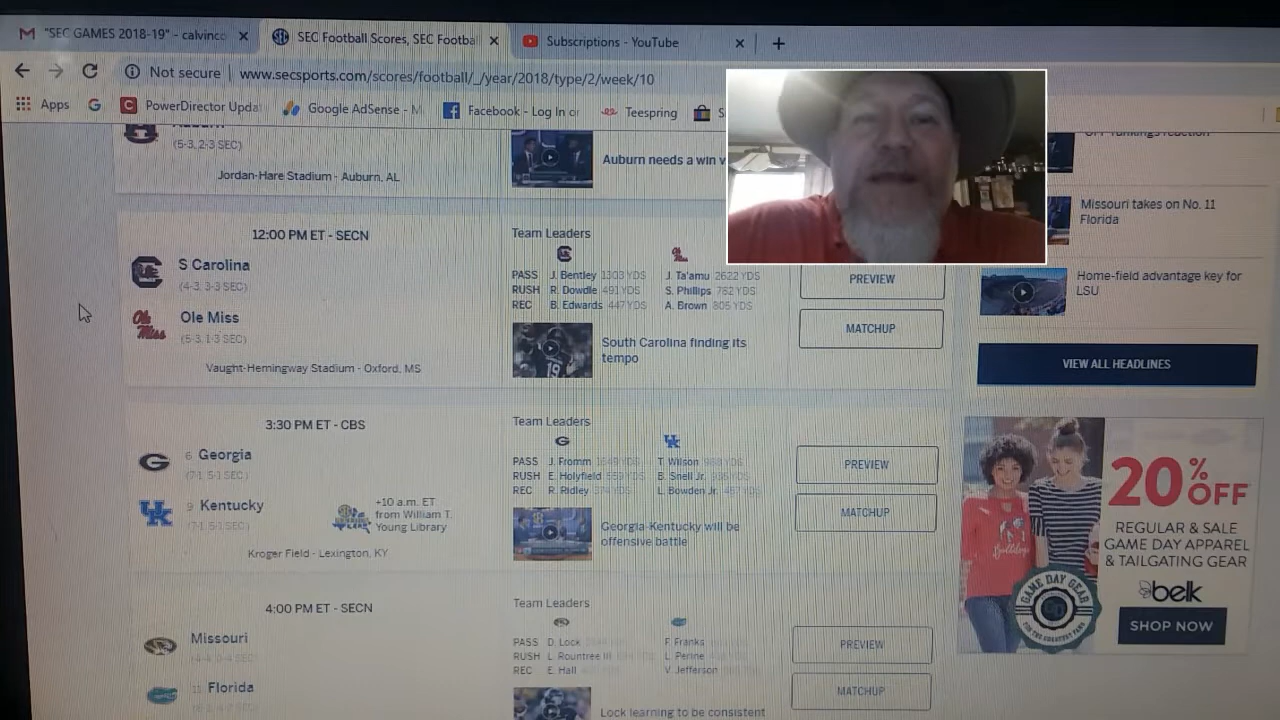 "SEC GAMES 2018-19" - calvinco
SEC Football Scores, SEC Footbal
Subscriptions - YouTube
Not secure
www.secsports.com/scores/football/_/year/2018/type/2/week/10
Apps
PowerDirector Upda
Google AdSense - M
Facebook - Log In or
Teespring
S
(5-3, 2-3 SEC)
Jordan-Hare Stadium - Auburn, AL
Auburn needs a win v
Missouri takes on No. 11
Florida
Home-field advantage key for
LSU
VIEW ALL HEADLINES
12:00 PM ET - SECN
S Carolina
(4-3, 3-3 SEC)
Ole Miss
Ole Miss
(5-3, 1-3 SEC)
Vaught-Hemingway Stadium - Oxford, MS
Team Leaders
PASS J. Bentley 1303 YDS J. Ta'amu 2622 YDS
RUSH R. Dowdle 491 YDS S. Phillips 762 YDS
REC B. Edwards 447 YDS A. Brown 805 YDS
South Carolina finding its
tempo
PREVIEW
MATCHUP
3:30 PM ET - CBS
6 Georgia
(7-1, 5-1 SEC)
9 Kentucky
(7-1, 5-1 SEC)
+10 a.m. ET
from William T.
Young Library
Kroger Field - Lexington, KY
Team Leaders
PASS J. Fromm T. Wilson
RUSH E. Holyfield B. Snell Jr.
REC R. Ridley L. Bowden Jr.
Georgia-Kentucky will be
offensive battle
PREVIEW
MATCHUP
4:00 PM ET - SECN
Missouri
11 Florida
Team Leaders
PASS D. Lock F. Franks
RUSH L. Rountree III L. Perine
REC E. Hall V. Jefferson
Lock learning to be consistent
PREVIEW
MATCHUP
20% OFF
REGULAR & SALE
GAME DAY APPAREL
& TAILGATING GEAR
belk
SHOP NOW
GAME DAY GEAR
Bulldogs